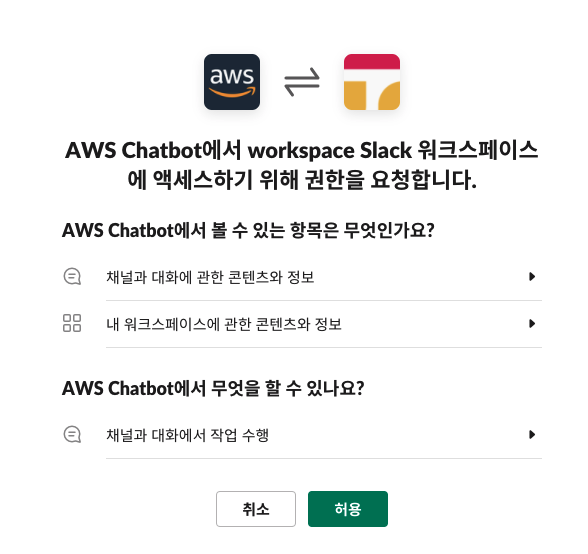 aws
AWS Chatbot에서 workspace Slack 워크스페이스
에 액세스하기 위해 권한을 요청합니다.
AWS Chatbot에서 볼 수 있는 항목은 무엇인가요?
채널과 대화에 관한 콘텐츠와 정보
내 워크스페이스에 관한 콘텐츠와 정보
AWS Chatbot에서 무엇을 할 수 있나요?
채널과 대화에서 작업 수행
취소
허용